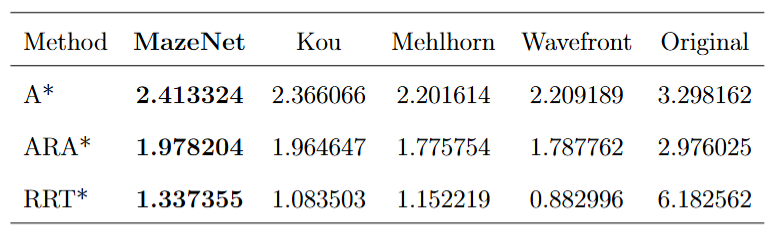 Method MazeNet Kou Mehlhorn Wavefront Original
A* 2.413324 2.366066 2.201614 2.209189 3.298162
ARA* 1.978204 1.964647 1.775754 1.787762 2.976025
RRT* 1.337355 1.083503 1.152219 0.882996 6.182562